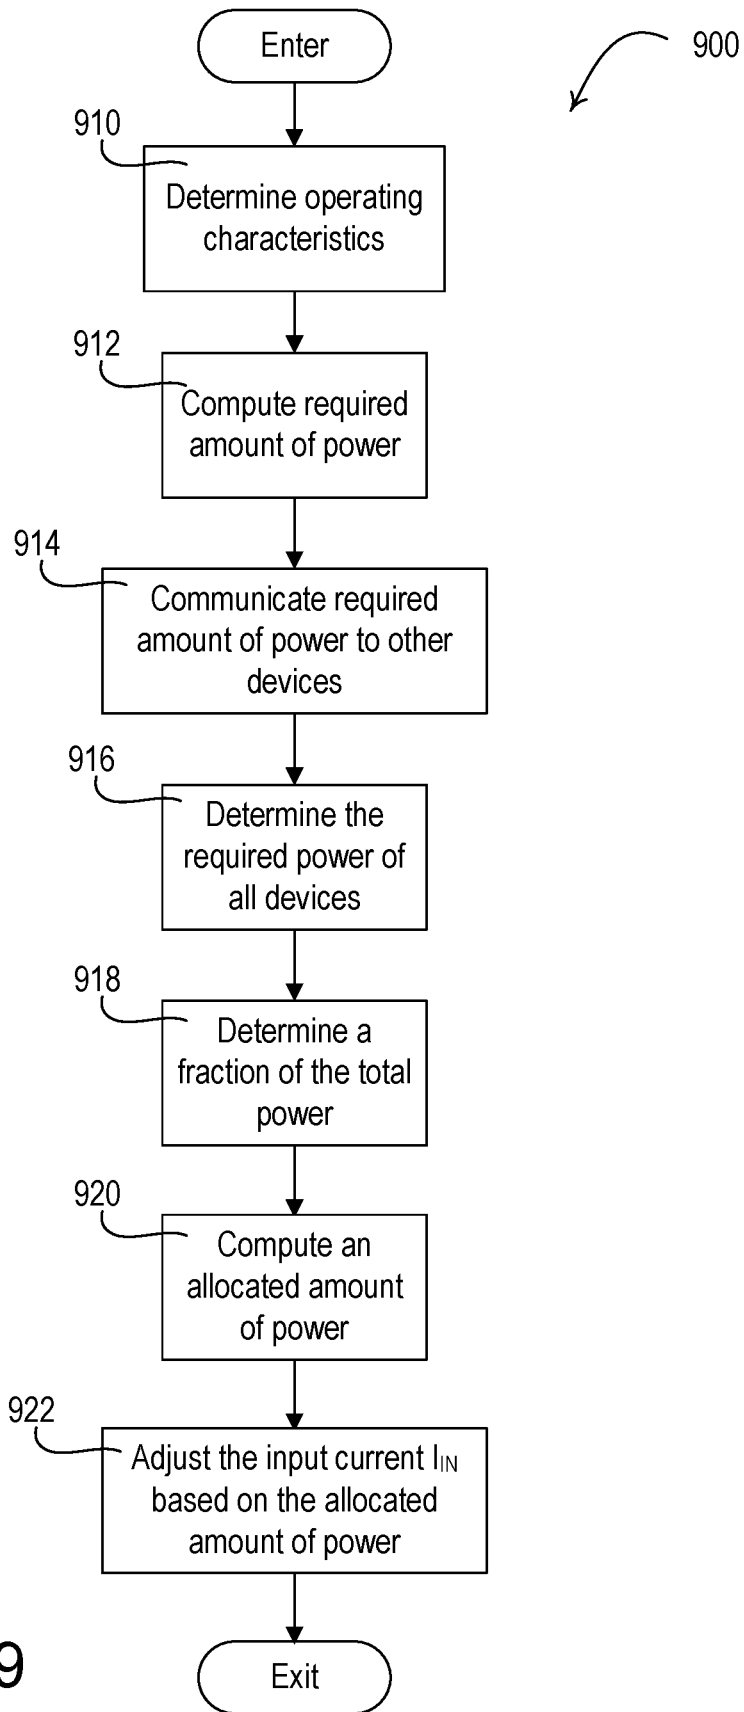 Enter
900
910
Determine operating
characteristics
912
Compute required
amount of power
914
Communicate required
amount of power to other
devices
916
Determine the
required power of
all devices
918
Determine a
fraction of the total
power
920
Compute an
allocated amount
of power
922
Adjust the input current IIN
based on the allocated
amount of power
9
Exit